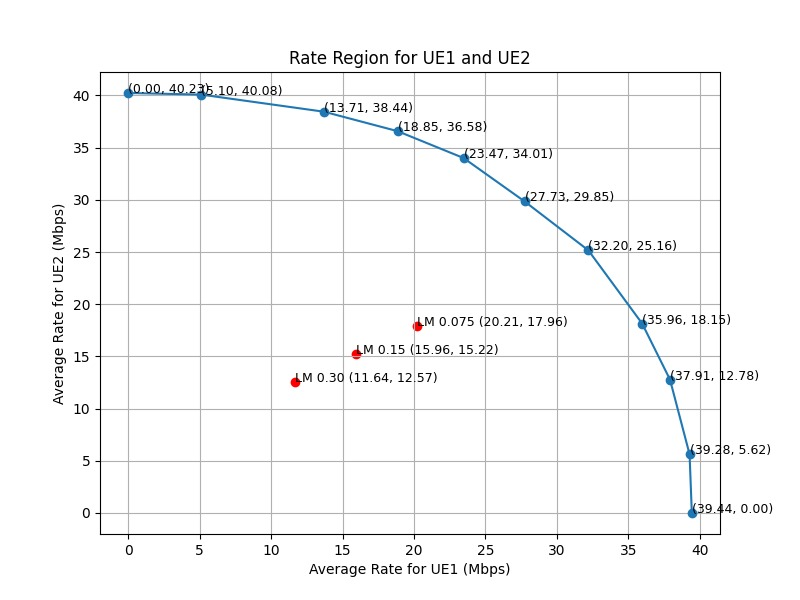 Rate Region for UE1 and UE2
Average Rate for UE2 (Mbps)
40
35
30
25
20
15
10
5
0
(0.00, 40.23)
(5.10, 40.08)
(13.71, 38.44)
(18.85, 36.58)
(23.47, 34.01)
(27.73, 29.85)
(32.20, 25.16)
(35.96, 18.15)
LM 0.075 (20.21, 17.96)
LM 0.15 (15.96, 15.22)
LM 0.30 (11.64, 12.57)
(37.91, 12.78)
(39.28, 5.62)
(39.44, 0.00)
0 5 10 15 20 25 30 35 40
Average Rate for UE1 (Mbps)